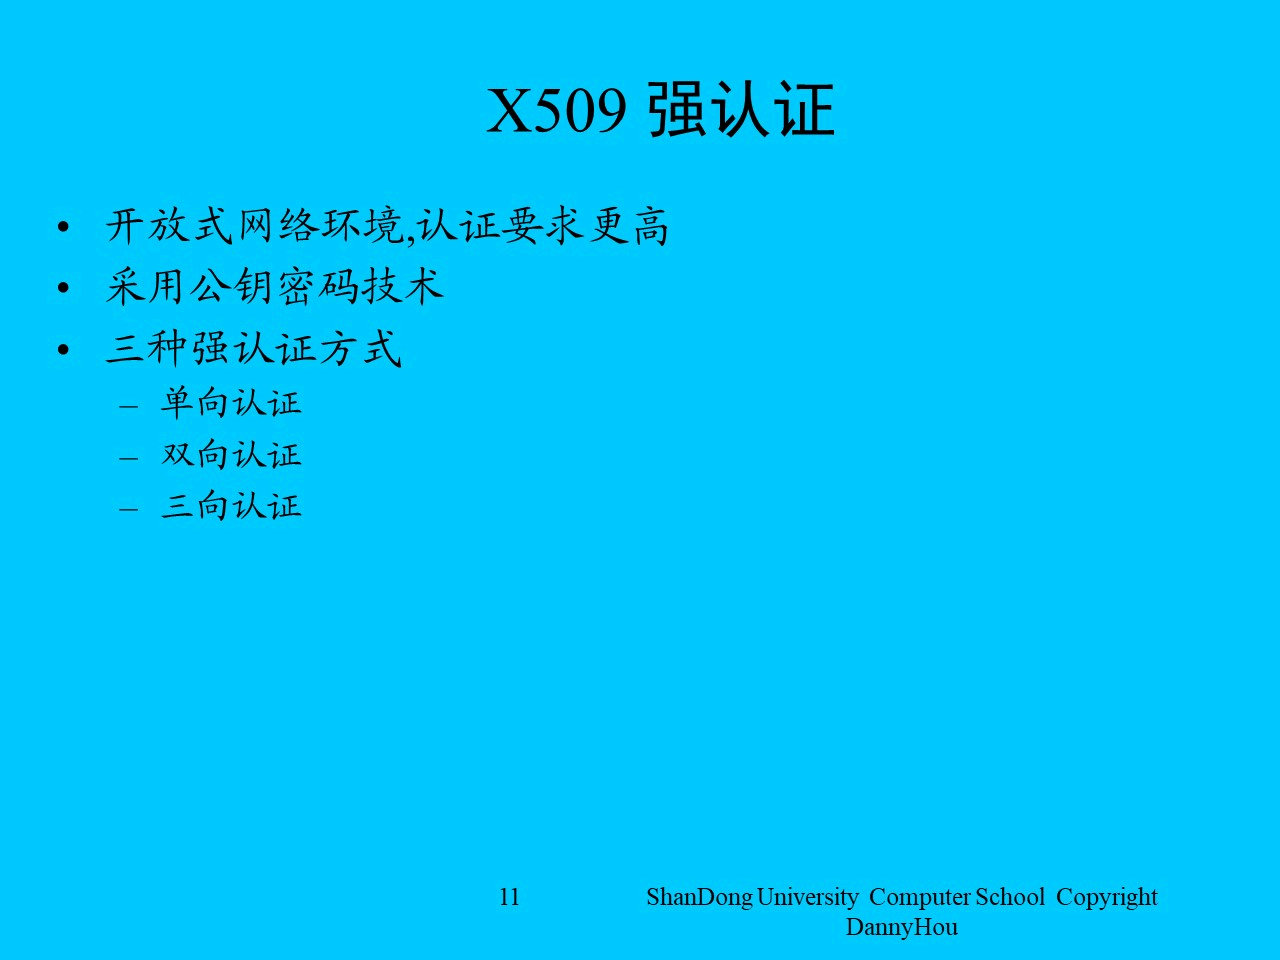 X509 强认证
• 开放式网络环境,认证要求更高
• 采用公钥密码技术
• 三种强认证方式
– 单向认证
– 双向认证
– 三向认证
11
ShanDong University Computer School Copyright
DannyHou